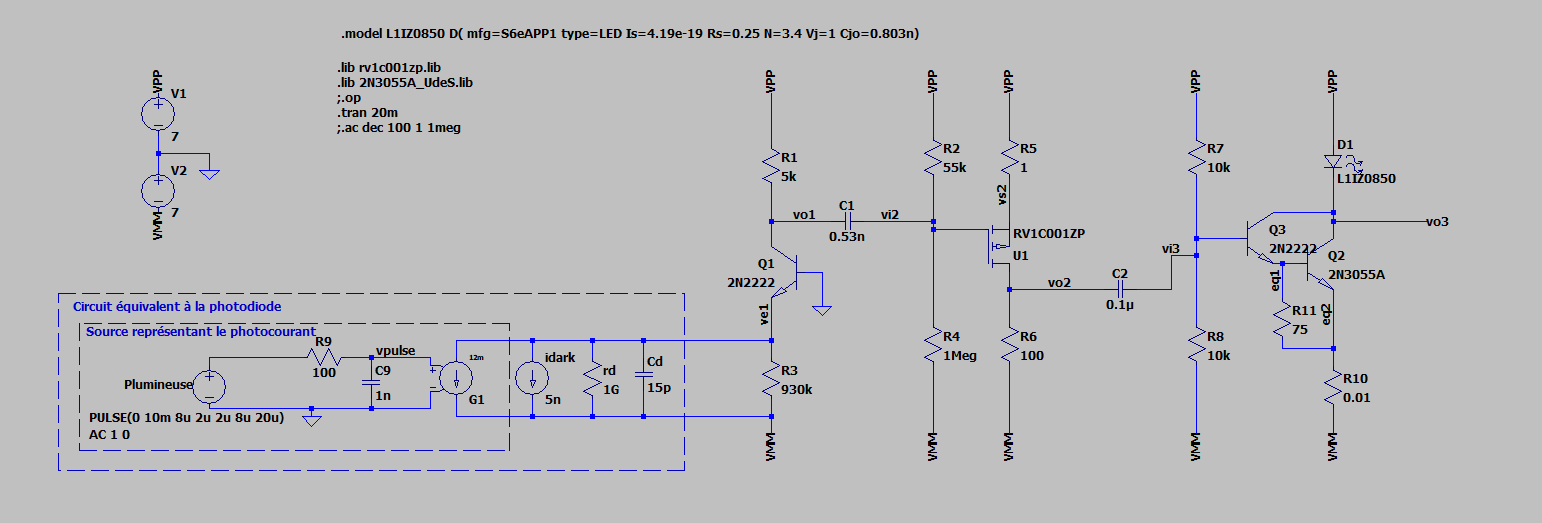 .model L1IZ0850 D( mfg=S6eAPP1 type=LED Is=4.19e-19 Rs=0.25 N=3.4 Vj=1 Cjo=0.803n)
.lib rv1c001zp.lib
.lib 2N3055A_UdeS.lib
;.op
.tran 20m
;.ac dec 100 1 1meg
VPP
V1
7
V2
7
VMM
VPP
R1
5k
vo1
C1
0.53n
vi2
Q1
2N2222
ve1
R3
930k
VMM
VPP
R2
55k
R4
1Meg
VMM
VPP
R5
1
vs2
RV1C001ZP
U1
vo2
R6
100
VMM
C2
0.1µ
vi3
VPP
R7
10k
R8
10k
VMM
VPP
D1
L1IZ0850
vo3
Q3
2N2222
Q2
2N3055A
eq1
R11
75
eq2
R10
0.01
VMM
Circuit équivalent à la photodiode
Source représentant le photocourant
R9
100
vpulse
C9
1n
12m
G1
Plumineuse
PULSE(0 10m 8u 2u 2u 8u 20u)
AC 1 0
idark
5n
rd
1G
Cd
15p